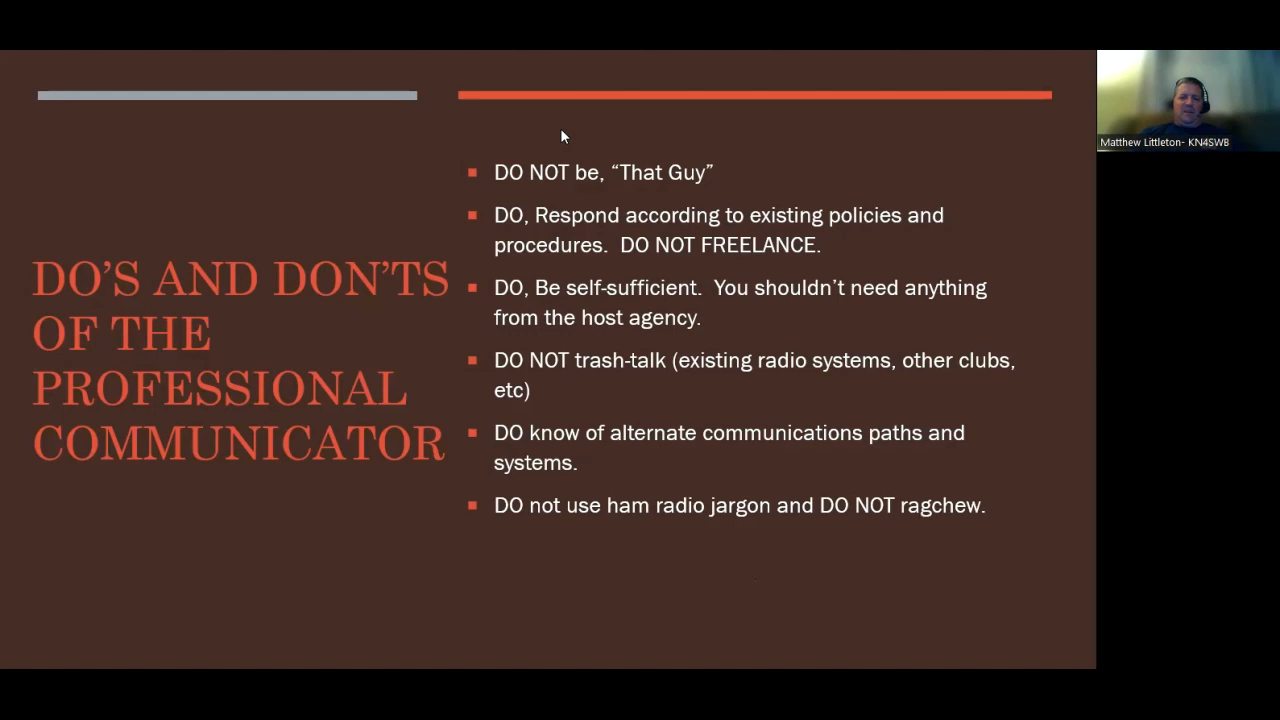 DO'S AND DON'TS
OF THE
PROFESSIONAL
COMMUNICATOR
DO NOT be, “That Guy”
DO, Respond according to existing policies and
procedures.  DO NOT FREELANCE.
DO, Be self-sufficient.  You shouldn’t need anything
from the host agency.
DO NOT trash-talk (existing radio systems, other clubs,
etc)
DO know of alternate communications paths and
systems.
DO not use ham radio jargon and DO NOT ragchew.
Matthew Littleton- KN4SWB